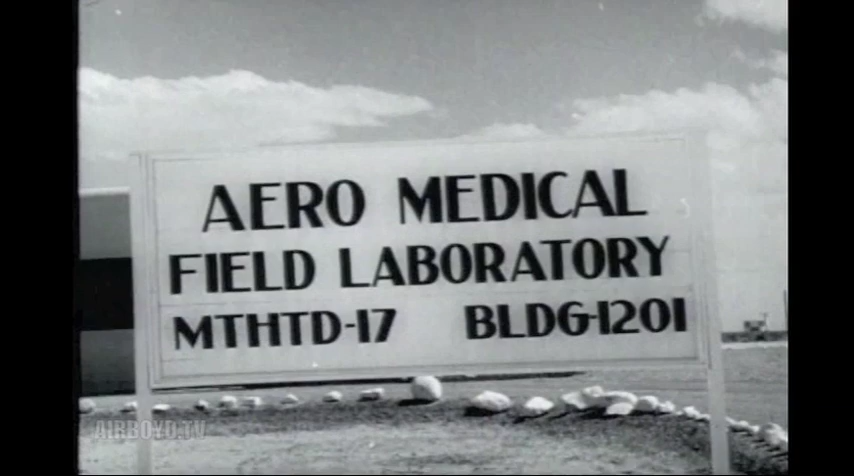 AERO MEDICAL
FIELD LABORATORY
MTHTD-17 BLDG-1201
AIRBOYD.TV